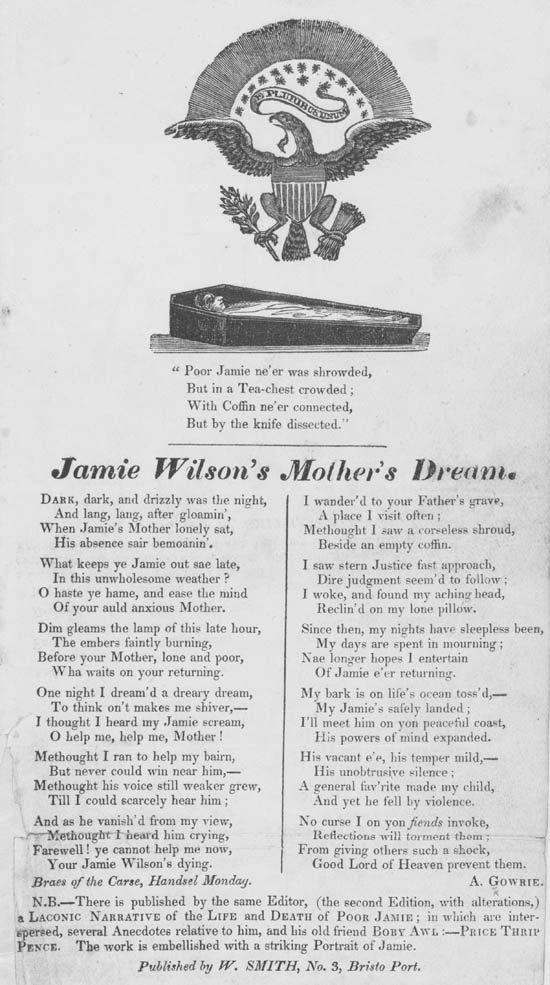 E PLURIBUS UNUM
“ Poor Jamie ne'er was shrowded,
But in a Tea-chest crowded ;
With Coffin ne'er connected,
But by the knife dissected.”
Jamie Wilson's Mother's Dream.
DARK, dark, and drizzly was the night,
And lang, lang, after gloamin',
When Jamie's Mother lonely sat,
His absence sair bemoanin'.
What keeps ye Jamie out sae late,
In this unwholesome weather ?
O haste ye hame, and ease the mind
Of your auld anxious Mother.
Dim gleams the lamp of this late hour,
The embers faintly burning,
Before your Mother, lone and poor,
Wha waits on your returning.
One night I dream'd a dreary dream,
To think on't makes me shiver,—
I thought I heard my Jamie scream,
O help me, help me, Mother !
Methought I ran to help my bairn,
But never could win near him,—
Methought his voice still weaker grew,
Till I could scarcely hear him ;
And as he vanish'd from my view,
Methought I heard him crying,
Farewell ! ye cannot help me now,
Your Jamie Wilson's dying.
I wander'd to your Father's grave,
A place I visit often ;
Methought I saw a corseless shroud,
Beside an empty coffin.
I saw stern Justice fast approach,
Dire judgment seem'd to follow ;
I woke, and found my aching head,
Reclin'd on my lone pillow.
Since then, my nights have sleepless been,
My days are spent in mourning ;
Nae longer hopes I entertain
Of Jamie e'er returning.
My bark is on life's ocean toss'd,—
My Jamie's safely landed ;
I'll meet him on yon peaceful coast,
His powers of mind expanded.
His vacant e'e, his temper mild,—
His unobtrusive silence ;
A general fav'rite made my child,
And yet he fell by violence.
No curse I on yon fiends invoke,
Reflections will torment them ;
From giving others such a shock,
Good Lord of Heaven prevent them.
Braes of the Carse, Handsel Monday. A. GOWRIE.
N.B.—There is published by the same Editor, (the second Edition, with alterations,)
a LACONIC NARRATIVE of the LIFE and DEATH of POOR JAMIE ; in which are inter-
spersed, several Anecdotes relative to him, and his old friend BOBY AWL :—PRICE THRIP
PENCE. The work is embellished with a striking Portrait of Jamie.
Published by W. SMITH, No. 3, Bristo Port.